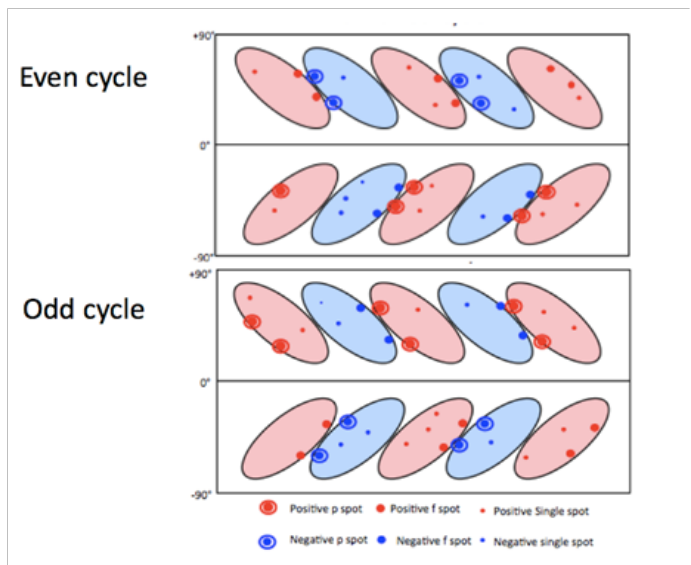 +90°
Even cycle
0°
-90°
+90°
Odd cycle
0°
-90°
Positive p spot Positive f spot Positive Single spot
Negative p spot Negative f spot Negative single spot